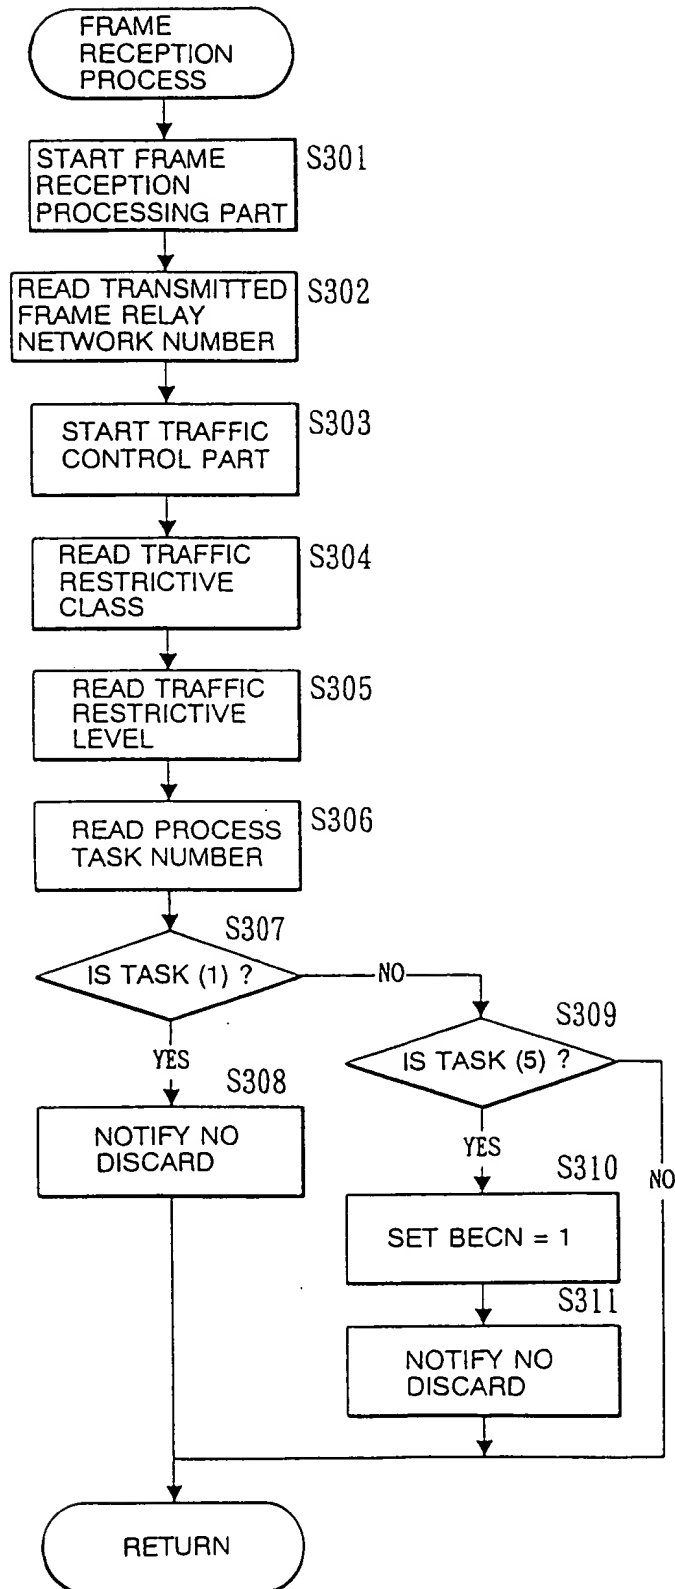 FRAME
RECEPTION
PROCESS
START FRAME
RECEPTION
PROCESSING PART
S301
READ TRANSMITTED
FRAME RELAY
NETWORK NUMBER
S302
START TRAFFIC
CONTROL PART
S303
READ TRAFFIC
RESTRICTIVE
CLASS
S304
READ TRAFFIC
RESTRICTIVE
LEVEL
S305
READ PROCESS
TASK NUMBER
S306
S307
IS TASK (1) ?
NO
YES
S309
IS TASK (5) ?
S308
NOTIFY NO
DISCARD
YES
NO
S310
SET BECN = 1
S311
NOTIFY NO
DISCARD
RETURN